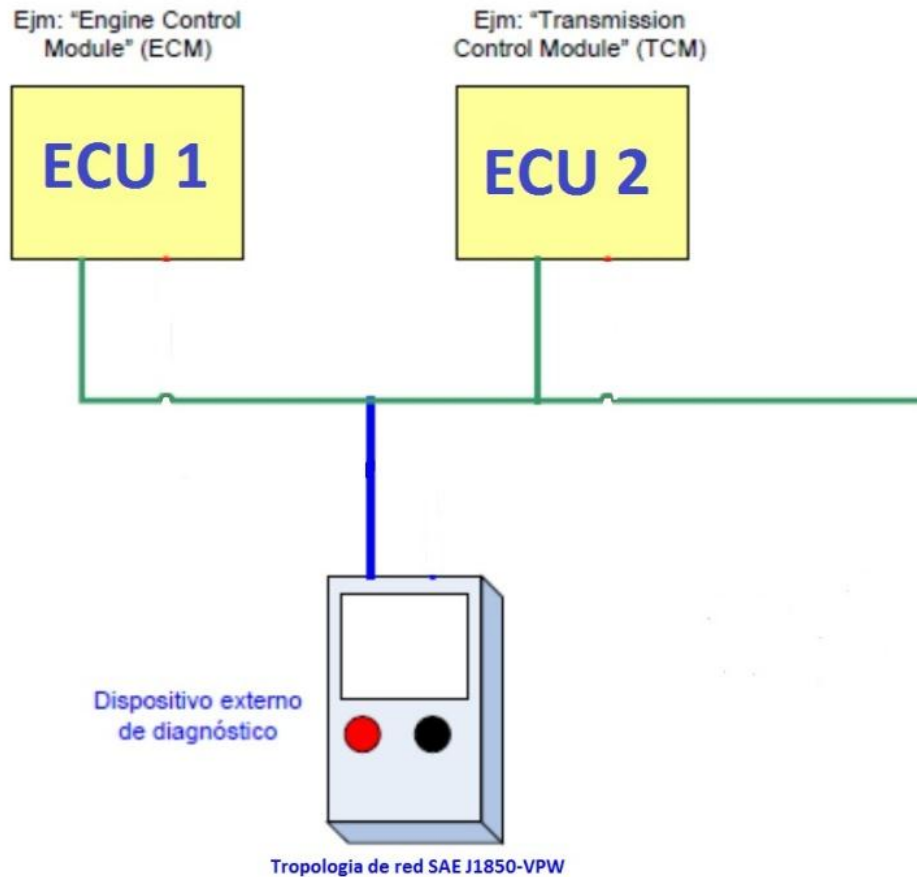 Ejm: “Engine Control
Module” (ECM)
Ejm: “Transmission
Control Module” (TCM)
ECU 1
ECU 2
Dispositivo externo
de diagnóstico
Tropologia de red SAE J1850-VPW